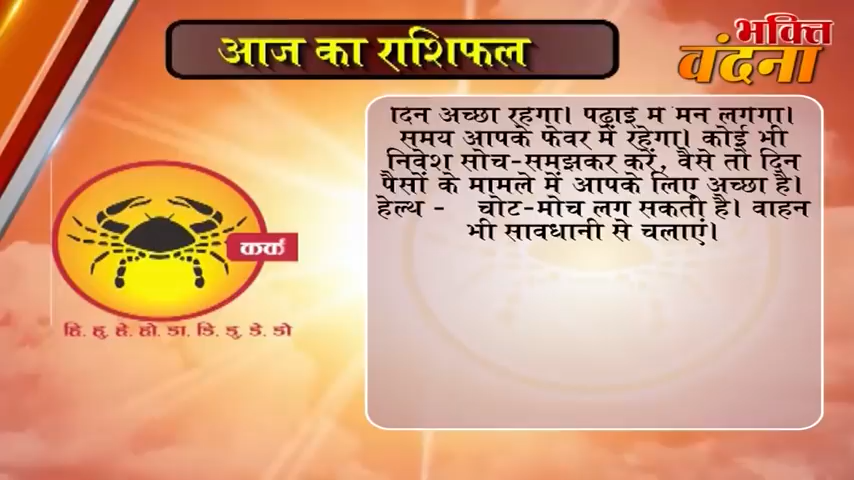 आज का राशिफल
भक्ति
वंदना
दिन अच्छा रहेगा। पढ़ाई में मन लगेगा।
समय आपके फेवर में रहेगा। कोई भी
निवेश सोच-समझकर करें, वैसे तो दिन
पैसों के मामले में आपके लिए अच्छा है।
हेल्थ - चोट-मोच लग सकती है। वाहन
भी सावधानी से चलाएं।
कर्क
हि. हु. हे. हो. डा. डि. डु. डे. डो